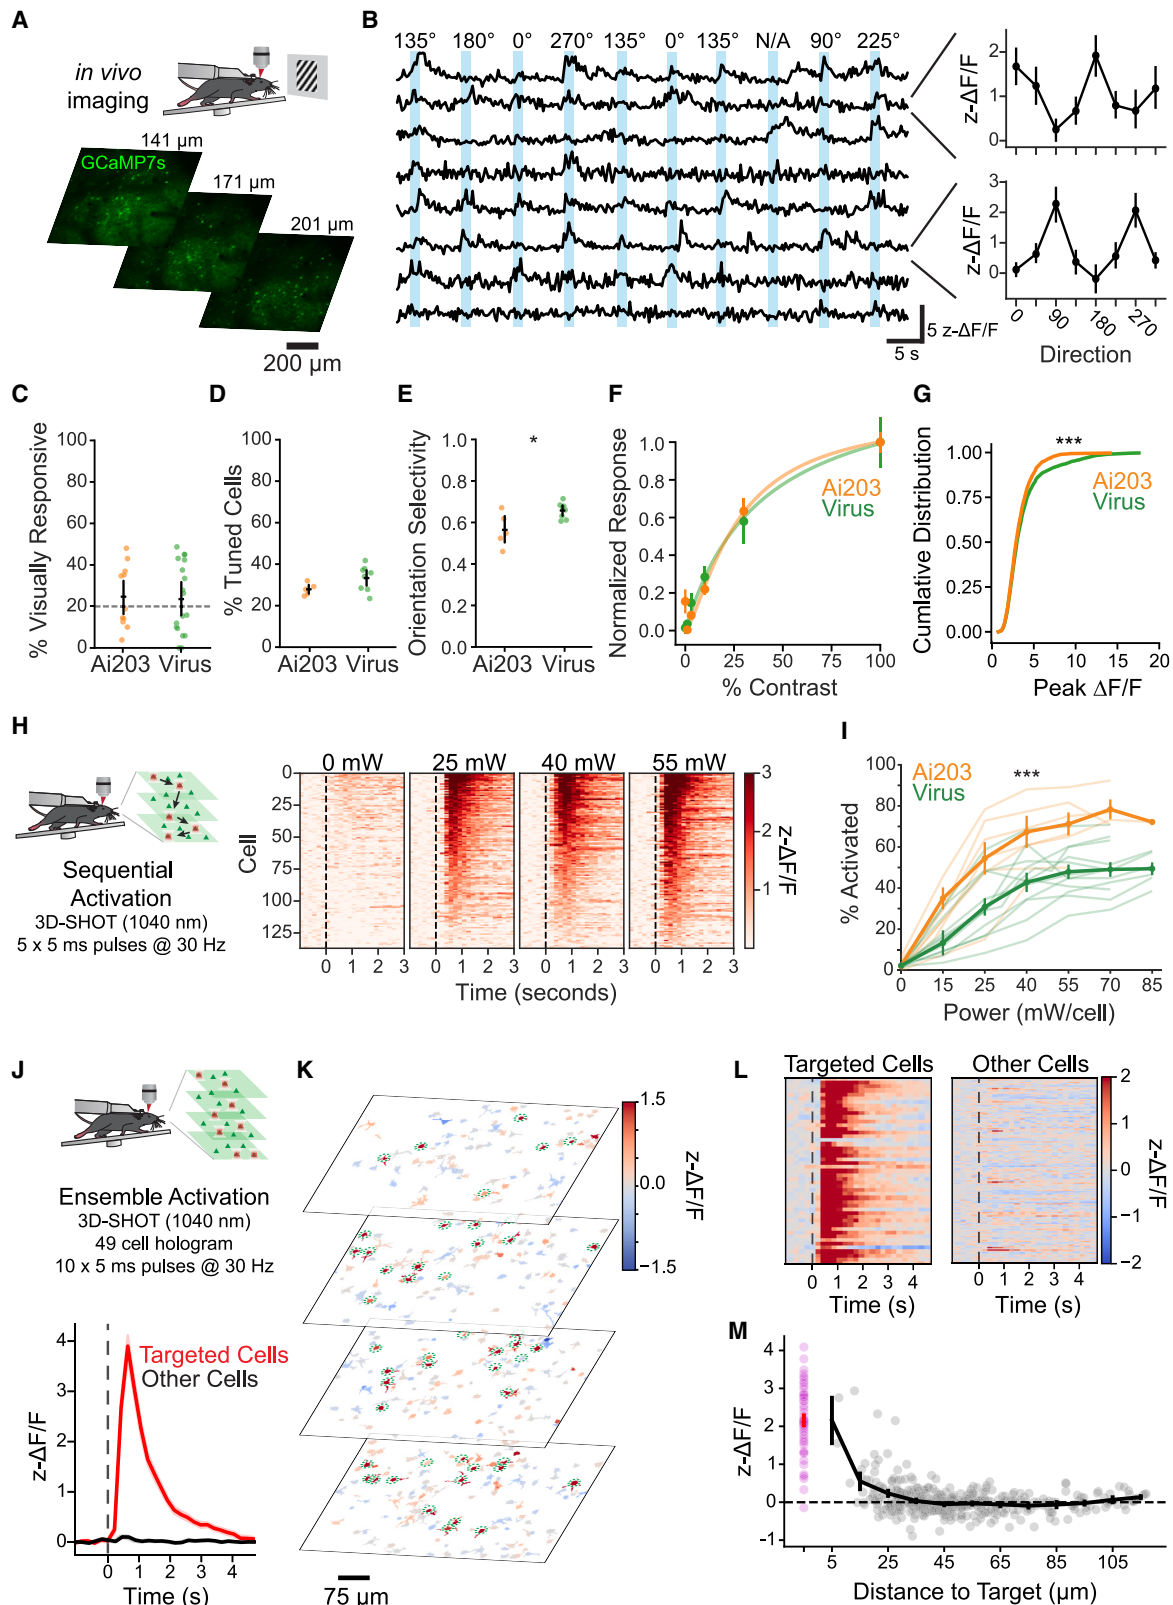 A
in vivo
imaging
141 µm
GCaMP7s
171 µm
201 µm
200 µm
B
135° 180° 0° 270° 135° 0° 135° N/A 90° 225°
5 z-ΔF/F
5 s
z-ΔF/F
2
1
0
z-ΔF/F
3
2
1
0
0 90 180 270
Direction
C
% Visually Responsive
100
80
60
40
20
0
Ai203 Virus
D
% Tuned Cells
100
80
60
40
20
0
Ai203 Virus
E
Orientation Selectivity
1.0
0.8
0.6
0.4
0.2
0.0
*
Ai203 Virus
F
Normalized Response
1.0
0.8
0.6
0.4
0.2
0.0
Ai203
Virus
0 25 50 75 100
% Contrast
G
Cumlative Distribution
1.00
0.75
0.50
0.25
0.00
***
Ai203
Virus
0 5 10 15 20
Peak ΔF/F
H
Sequential
Activation
3D-SHOT (1040 nm)
5 x 5 ms pulses @ 30 Hz
0 mW 25 mW 40 mW 55 mW
Cell
0
25
50
75
100
125
0 1 2 3 0 1 2 3 0 1 2 3 0 1 2 3
Time (seconds)
3
2
1
z-ΔF/F
I
% Activated
100
80
60
40
20
0
Ai203
Virus
***
0 15 25 40 55 70 85
Power (mW/cell)
J
Ensemble Activation
3D-SHOT (1040 nm)
49 cell hologram
10 x 5 ms pulses @ 30 Hz
z-ΔF/F
4
3
2
1
0
Targeted Cells
Other Cells
0 1 2 3 4
Time (s)
K
1.5
0.0
−1.5
z-ΔF/F
75 µm
L
Targeted Cells Other Cells
0 1 2 3 4 0 1 2 3 4
Time (s) Time (s)
2
1
0
−1
−2
z-ΔF/F
M
z-ΔF/F
4
3
2
1
0
-1
5 25 45 65 85 105
Distance to Target (µm)